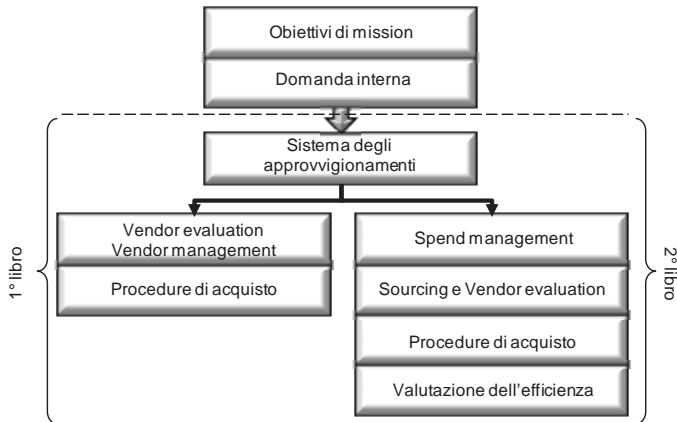 Obiettivi di mission
Domanda interna
Sistema degli
approvvigionamenti
Vendor evaluation
Vendor management
Procedure di acquisto
Spend management
Sourcing e Vendor evaluation
Procedure di acquisto
Valutazione dell'efficienza
1° libro
2° libro